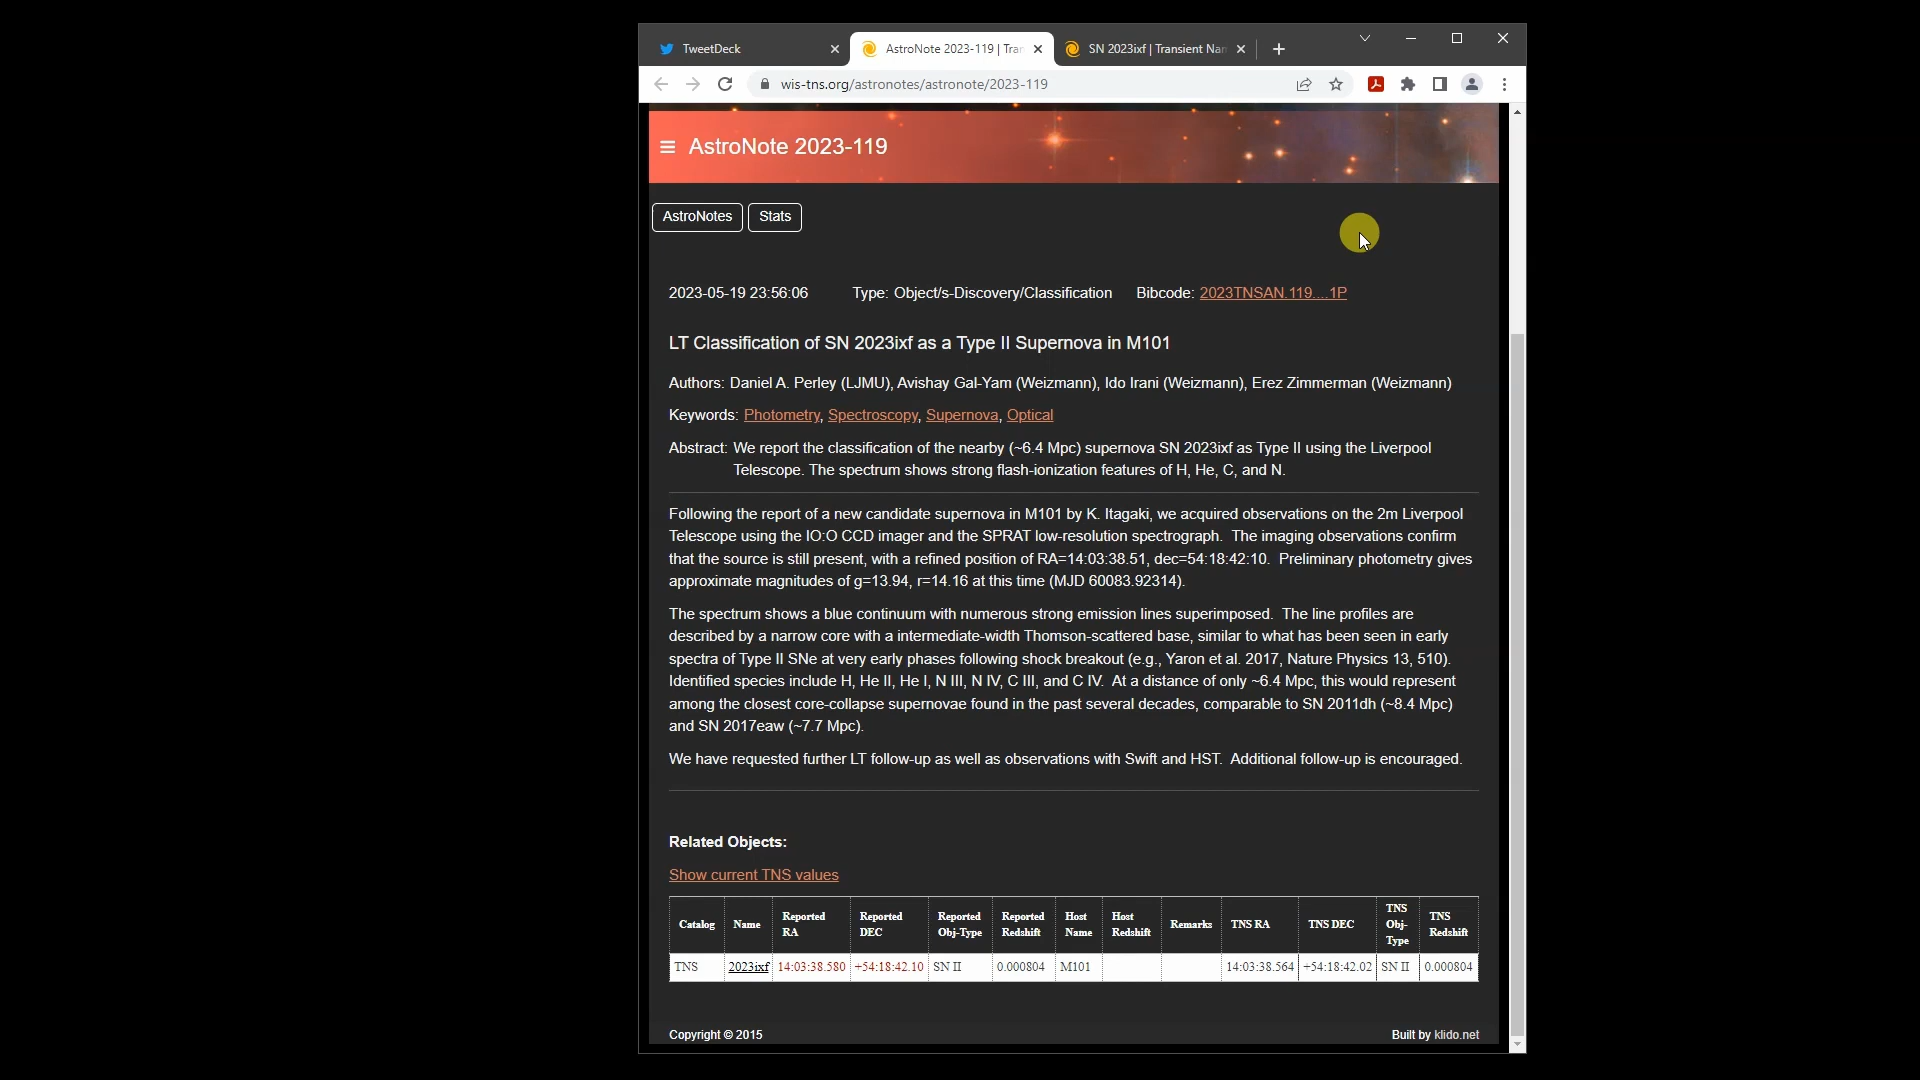 TweetDeck
AstroNote 2023-119 | Tra
SN 2023ixf | Transient Nam
wis-tns.org/astronotes/astronote/2023-119
AstroNote 2023-119
AstroNotes Stats
2023-05-19 23:56:06 Type: Object/s-Discovery/Classification Bibcode: 2023TNSAN.119....1P
LT Classification of SN 2023ixf as a Type II Supernova in M101
Authors: Daniel A. Perley (LJMU), Avishay Gal-Yam (Weizmann), Ido Irani (Weizmann), Erez Zimmerman (Weizmann)
Keywords: Photometry, Spectroscopy, Supernova, Optical
Abstract: We report the classification of the nearby (~6.4 Mpc) supernova SN 2023ixf as Type II using the Liverpool
Telescope. The spectrum shows strong flash-ionization features of H, He, C, and N.
Following the report of a new candidate supernova in M101 by K. Itagaki, we acquired observations on the 2m Liverpool
Telescope using the IO:O CCD imager and the SPRAT low-resolution spectrograph. The imaging observations confirm
that the source is still present, with a refined position of RA=14:03:38.51, dec=54:18:42:10. Preliminary photometry gives
approximate magnitudes of g=13.94, r=14.16 at this time (MJD 60083.92314).
The spectrum shows a blue continuum with numerous strong emission lines superimposed. The line profiles are
described by a narrow core with a intermediate-width Thomson-scattered base, similar to what has been seen in early
spectra of Type II SNe at very early phases following shock breakout (e.g., Yaron et al. 2017, Nature Physics 13, 510).
Identified species include H, He II, He I, N III, N IV, C III, and C IV. At a distance of only ~6.4 Mpc, this would represent
among the closest core-collapse supernovae found in the past several decades, comparable to SN 2011dh (~8.4 Mpc)
and SN 2017eaw (~7.7 Mpc).
We have requested further LT follow-up as well as observations with Swift and HST. Additional follow-up is encouraged.
Related Objects:
Show current TNS values
Catalog Name Reported RA Reported DEC Reported Obj-Type Reported Redshift Host Name Host Redshift Remarks TNS RA TNS DEC TNS Obj-Type TNS Redshift
TNS 2023ixf 14:03:38.580 +54:18:42.10 SN II 0.000804 M101 14:03:38.564 +54:18:42.02 SN II 0.000804
Copyright © 2015 Built by klido.net